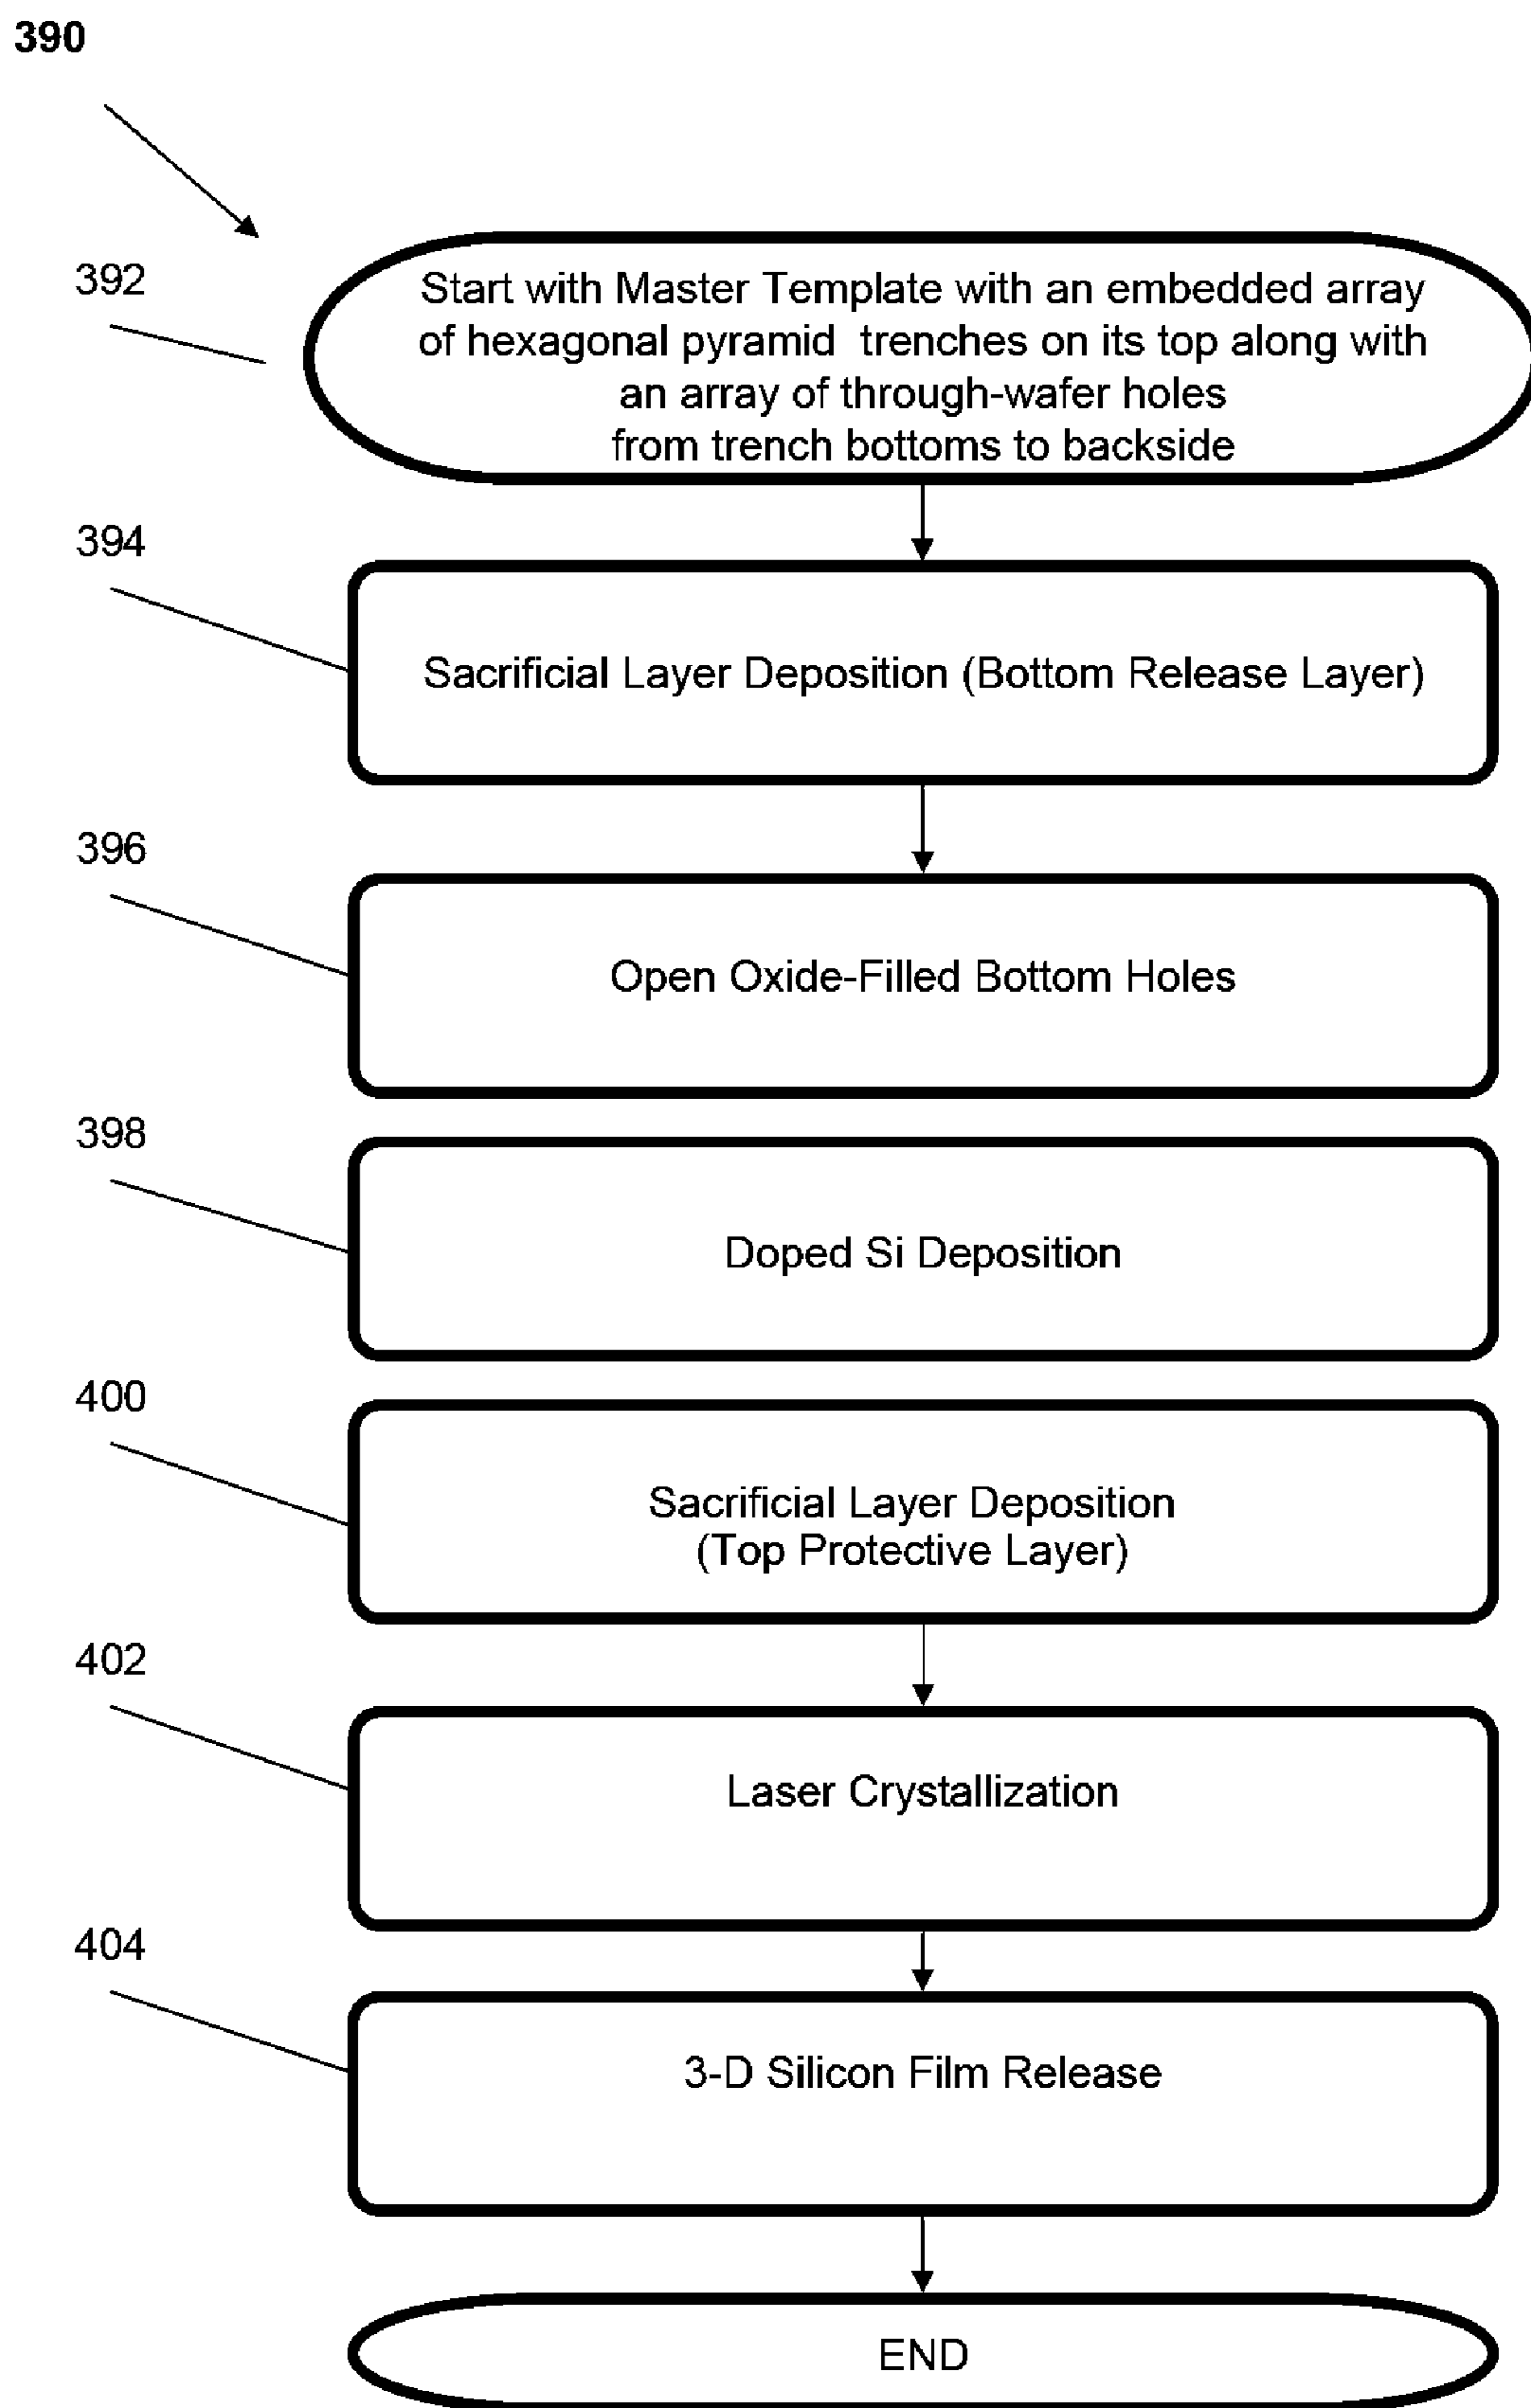 390
392
Start with Master Template with an embedded array
of hexagonal pyramid trenches on its top along with
an array of through-wafer holes
from trench bottoms to backside
394
Sacrificial Layer Deposition (Bottom Release Layer)
396
Open Oxide-Filled Bottom Holes
398
Doped Si Deposition
400
Sacrificial Layer Deposition
(Top Protective Layer)
402
Laser Crystallization
404
3-D Silicon Film Release
END